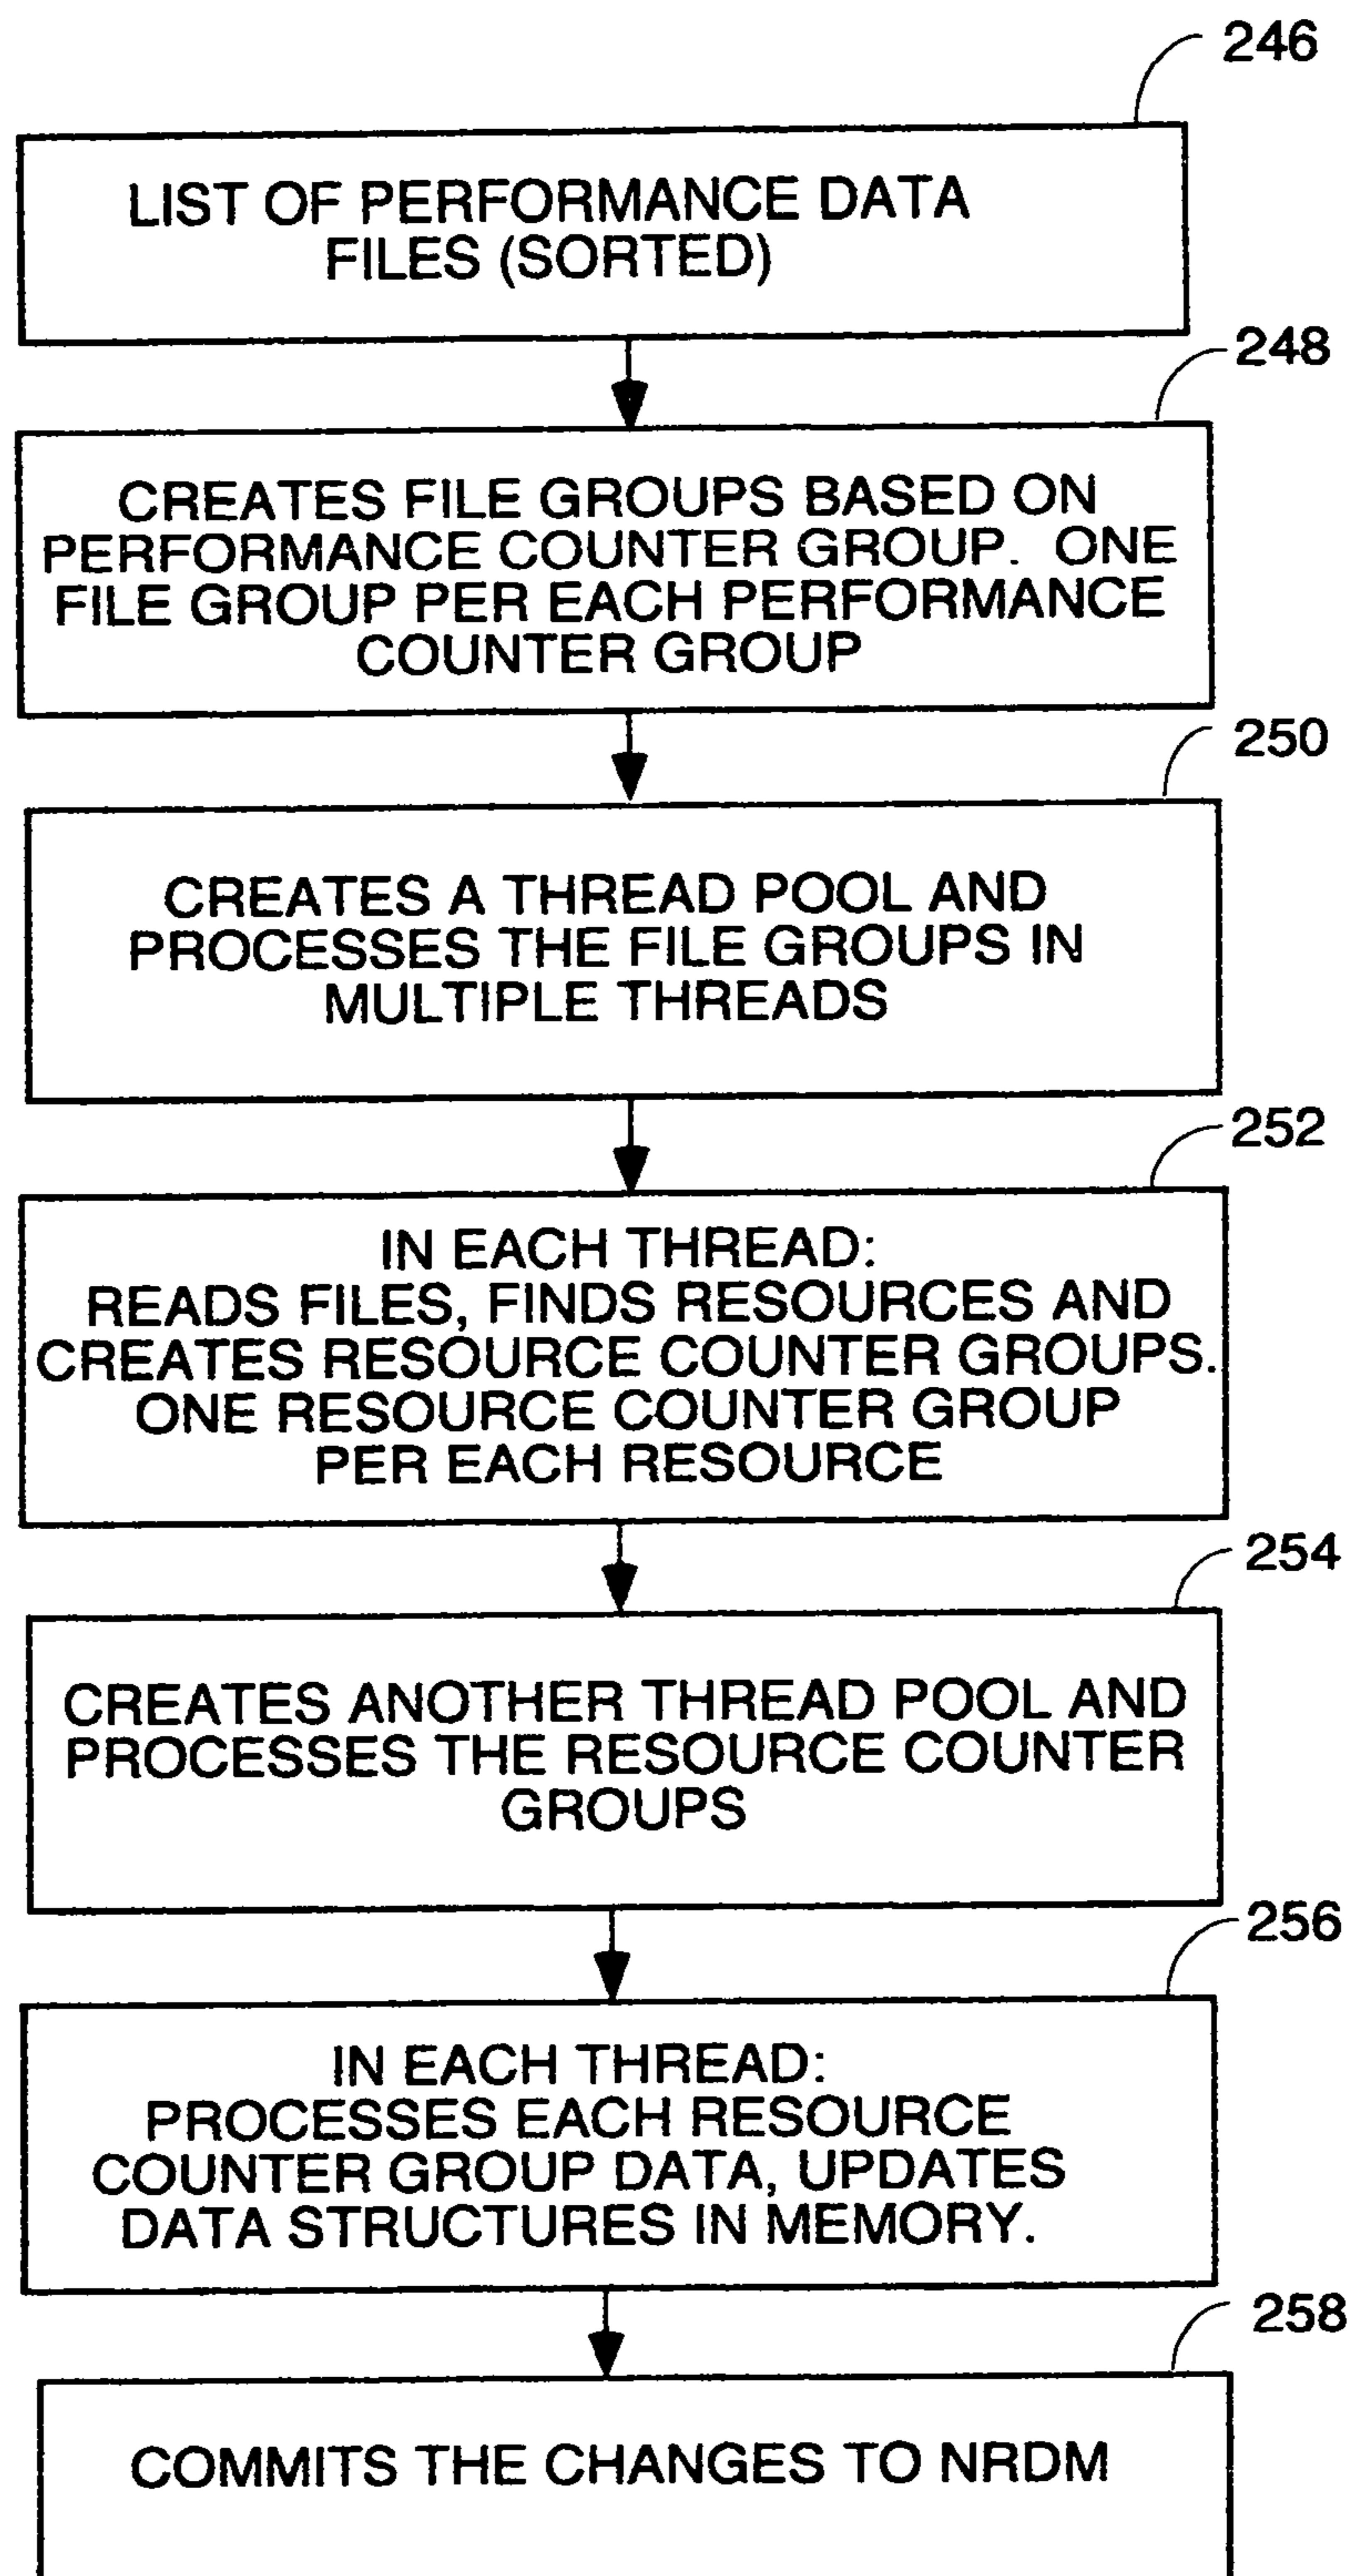 246
LIST OF PERFORMANCE DATA
FILES (SORTED)
248
CREATES FILE GROUPS BASED ON
PERFORMANCE COUNTER GROUP. ONE
FILE GROUP PER EACH PERFORMANCE
COUNTER GROUP
250
CREATES A THREAD POOL AND
PROCESSES THE FILE GROUPS IN
MULTIPLE THREADS
252
IN EACH THREAD:
READS FILES, FINDS RESOURCES AND
CREATES RESOURCE COUNTER GROUPS.
ONE RESOURCE COUNTER GROUP
PER EACH RESOURCE
254
CREATES ANOTHER THREAD POOL AND
PROCESSES THE RESOURCE COUNTER
GROUPS
256
IN EACH THREAD:
PROCESSES EACH RESOURCE
COUNTER GROUP DATA, UPDATES
DATA STRUCTURES IN MEMORY.
258
COMMITS THE CHANGES TO NRDM